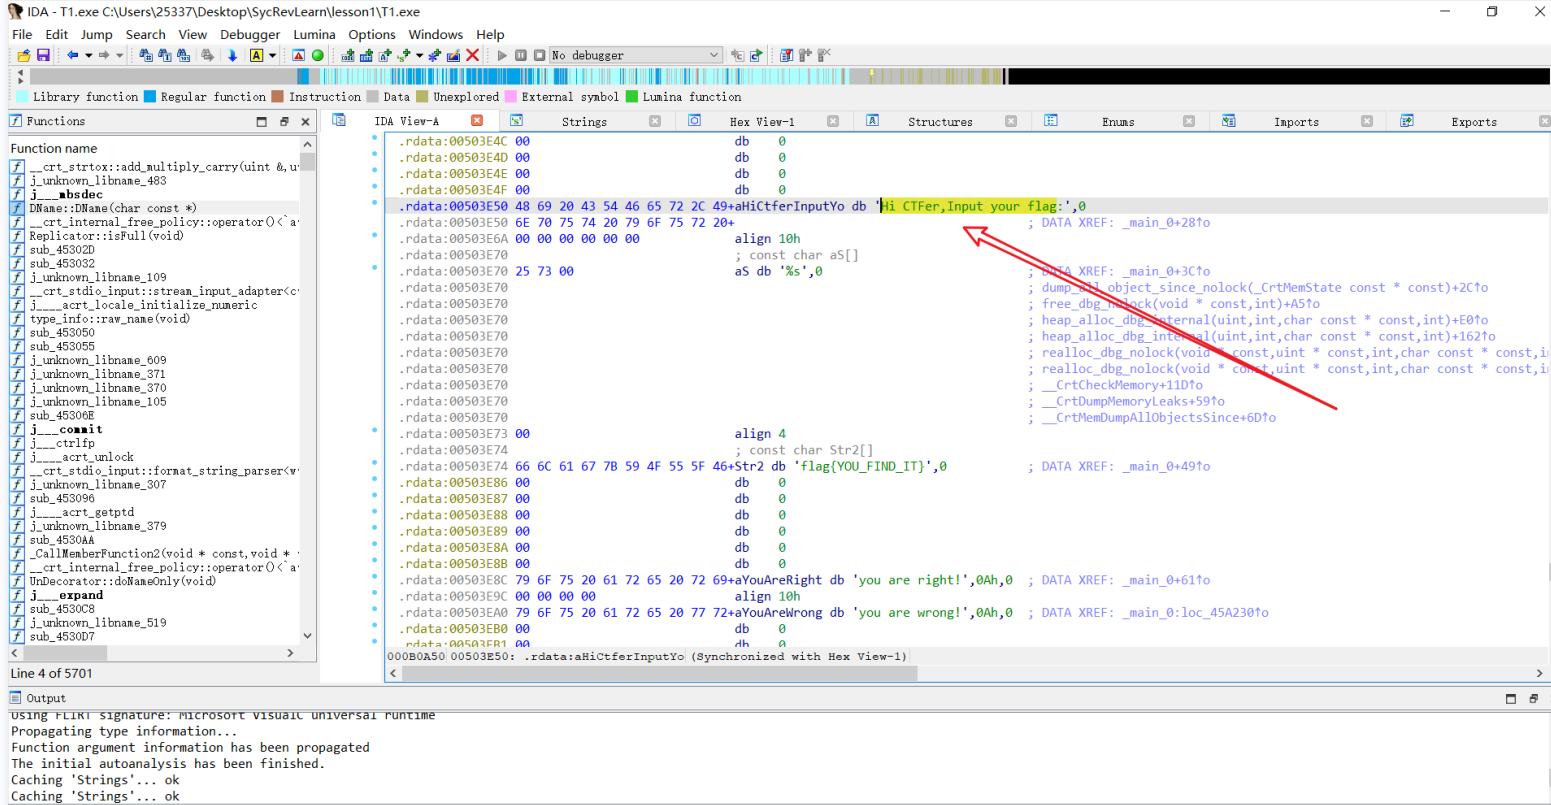 IDA - T1.exe C:\Users\25337\Desktop\SycRevLearn\lesson1\T1.exe
File Edit Jump Search View Debugger Lumina Options Windows Help
No debugger
Library function Regular function Instruction Data Unexplored External symbol Lumina function
Functions
IDA View-A Strings Hex View-1 Structures Enums Imports Exports
Function name
__crt_strtox::add_multiply_carry(uint &,u
j_unknown_libname_483
j___mbsdec
DName::DName(char const *)
__crt_internal_free_policy::operator()<`a
Replicator::isFull(void)
sub_45302D
sub_453032
j_unknown_libname_109
__crt_stdio_input::stream_input_adapter<c
j____acrt_locale_initialize_numeric
type_info::raw_name(void)
sub_453050
sub_453055
j_unknown_libname_609
j_unknown_libname_371
j_unknown_libname_370
j_unknown_libname_105
sub_45306E
j___commit
j___ctrlfp
j____acrt_unlock
__crt_stdio_input::format_string_parser<w
j_unknown_libname_307
sub_453096
j____acrt_getptd
j_unknown_libname_379
sub_4530AA
_CallMemberFunction2(void * const,void *
__crt_internal_free_policy::operator()<`a
UnDecorator::doNameOnly(void)
j___expand
sub_4530C8
j_unknown_libname_519
sub_4530D7
Line 4 of 5701
.rdata:00503E4C 00 db 0
.rdata:00503E4D 00 db 0
.rdata:00503E4E 00 db 0
.rdata:00503E4F 00 db 0
.rdata:00503E50 48 69 20 43 54 46 65 72 2C 49+aHiCtferInputYo db 'Hi CTFer,Input your flag:',0
.rdata:00503E50 6E 70 75 74 20 79 6F 75 72 20+ ; DATA XREF: _main_0+28↑o
.rdata:00503E6A 00 00 00 00 00 00 align 10h
.rdata:00503E70 ; const char aS[]
.rdata:00503E70 25 73 00 aS db '%s',0 ; DATA XREF: _main_0+3C↑o
.rdata:00503E70 ; dump_all_object_since_nolock(_CrtMemState const * const)+2C↑o
.rdata:00503E70 ; free_dbg_nolock(void * const,int)+A5↑o
.rdata:00503E70 ; heap_alloc_dbg_internal(uint,int,char const * const,int)+E0↑o
.rdata:00503E70 ; heap_alloc_dbg_internal(uint,int,char const * const,int)+162↑o
.rdata:00503E70 ; realloc_dbg_nolock(void * const,uint * const,int,char const * const,i
.rdata:00503E70 ; realloc_dbg_nolock(void * const,uint * const,int,char const * const,i
.rdata:00503E70 ; __CrtCheckMemory+11D↑o
.rdata:00503E70 ; __CrtDumpMemoryLeaks+59↑o
.rdata:00503E70 ; __CrtMemDumpAllObjectsSince+6D↑o
.rdata:00503E73 00 align 4
.rdata:00503E74 ; const char Str2[]
.rdata:00503E74 66 6C 61 67 7B 59 4F 55 5F 46+Str2 db 'flag{YOU_FIND_IT}',0 ; DATA XREF: _main_0+49↑o
.rdata:00503E86 00 db 0
.rdata:00503E87 00 db 0
.rdata:00503E88 00 db 0
.rdata:00503E89 00 db 0
.rdata:00503E8A 00 db 0
.rdata:00503E8B 00 db 0
.rdata:00503E8C 79 6F 75 20 61 72 65 20 72 69+aYouAreRight db 'you are right!',0Ah,0 ; DATA XREF: _main_0+61↑o
.rdata:00503E9C 00 00 00 00 align 10h
.rdata:00503EA0 79 6F 75 20 61 72 65 20 77 72+aYouAreWrong db 'you are wrong!',0Ah,0 ; DATA XREF: _main_0:loc_45A230↑o
.rdata:00503EB0 00 db 0
.rdata:00503EB1 00 db 0
000B0A50 00503E50: .rdata:aHiCtferInputYo (Synchronized with Hex View-1)
Output
Using FLIRT signature: Microsoft VisualC universal runtime
Propagating type information...
Function argument information has been propagated
The initial autoanalysis has been finished.
Caching 'Strings'... ok
Caching 'Strings'... ok